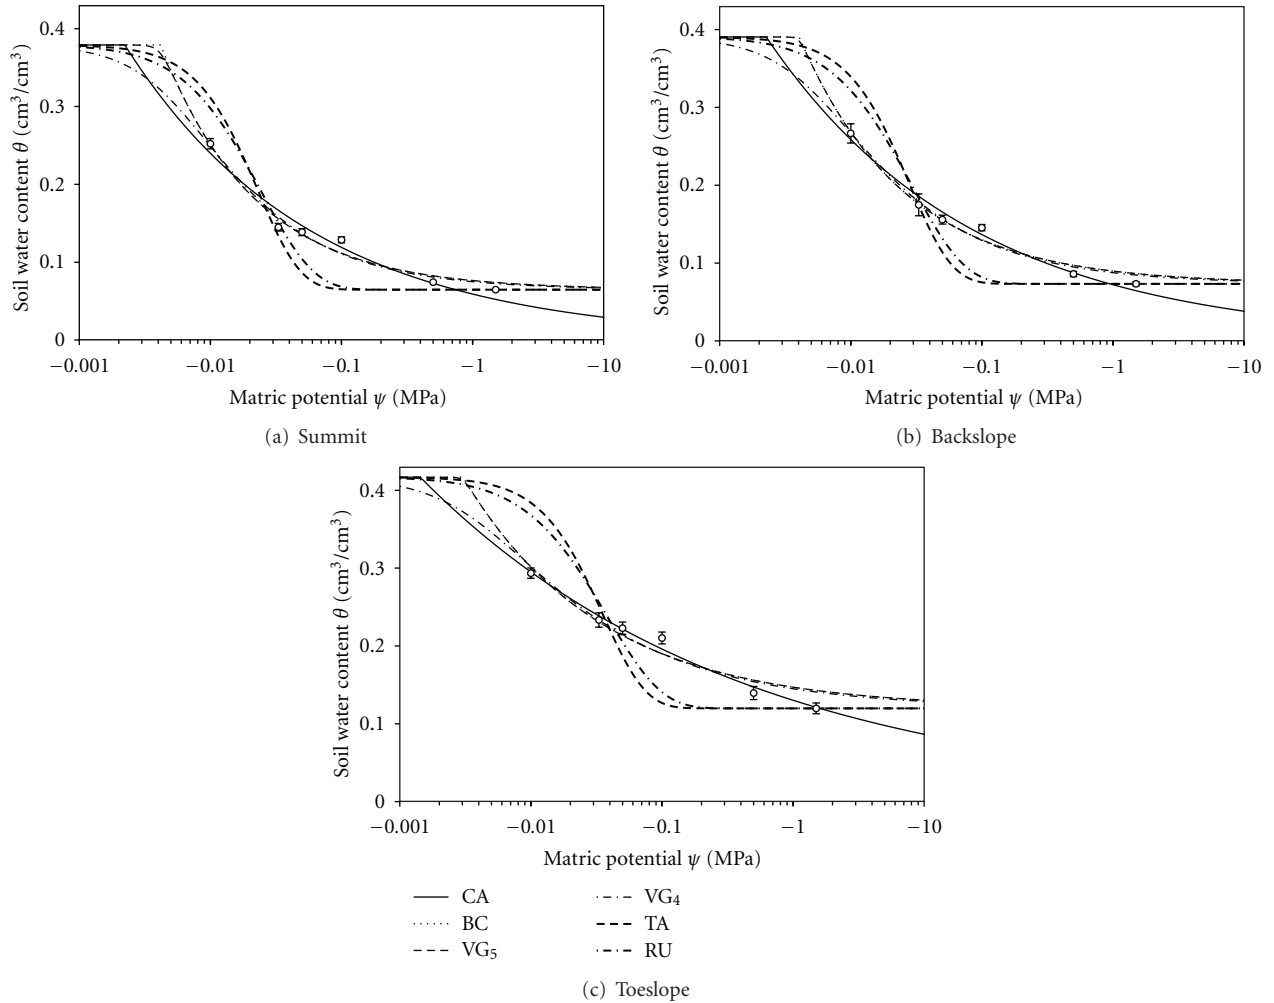 Soil water content θ (cm³/cm³)
0.4
0.3
0.2
0.1
0
−0.001 −0.01 −0.1 −1 −10
Matric potential ψ (MPa)
(a) Summit
Soil water content θ (cm³/cm³)
0.4
0.3
0.2
0.1
0
−0.001 −0.01 −0.1 −1 −10
Matric potential ψ (MPa)
(b) Backslope
Soil water content θ (cm³/cm³)
0.4
0.3
0.2
0.1
0
−0.001 −0.01 −0.1 −1 −10
Matric potential ψ (MPa)
CA VG₄
BC TA
VG₅ RU
(c) Toeslope